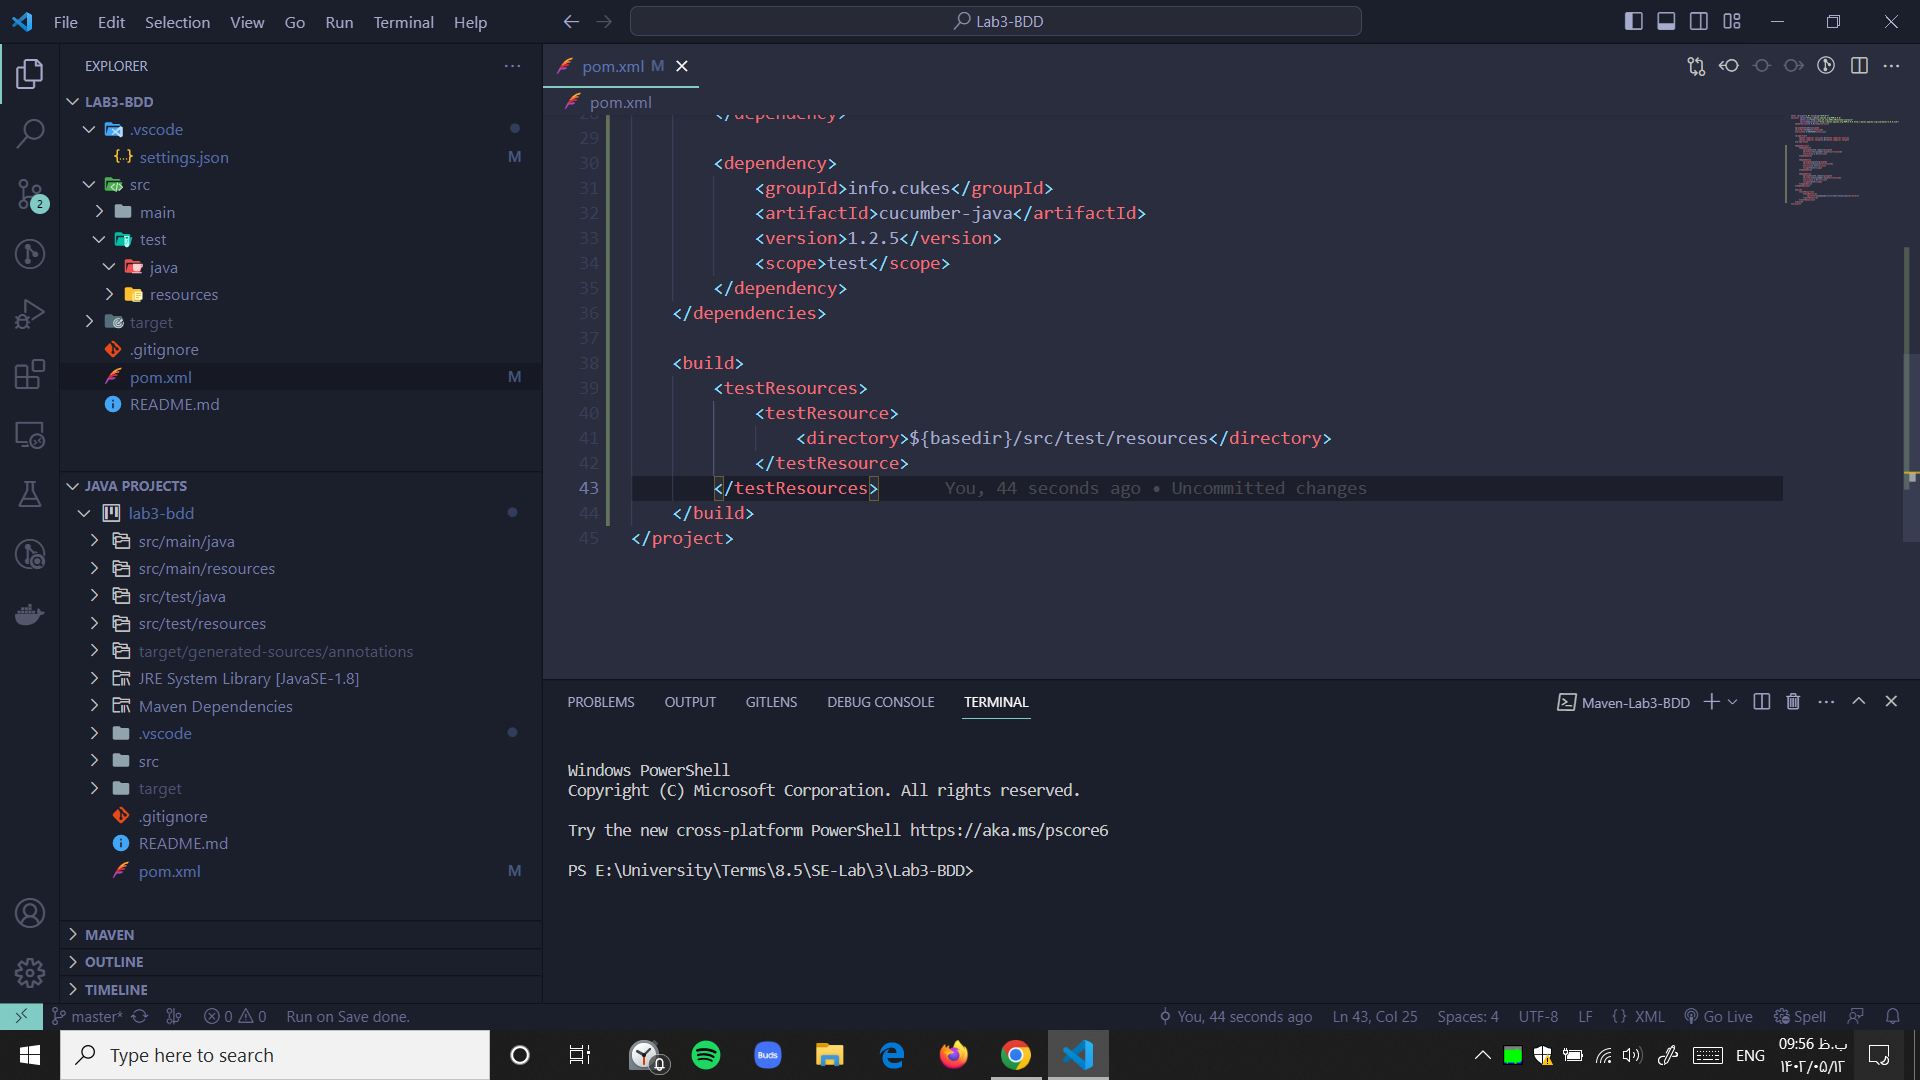 File Edit Selection View Go Run Terminal Help
Lab3-BDD
EXPLORER
LAB3-BDD
.vscode
settings.json M
src
main
test
java
resources
target
.gitignore
pom.xml M
README.md
2
JAVA PROJECTS
lab3-bdd
src/main/java
src/main/resources
src/test/java
src/test/resources
target/generated-sources/annotations
JRE System Library [JavaSE-1.8]
Maven Dependencies
.vscode
src
target
.gitignore
README.md
pom.xml M
MAVEN
OUTLINE
TIMELINE
pom.xml M
pom.xml
28 </dependency>
29
30 <dependency>
31 <groupId>info.cukes</groupId>
32 <artifactId>cucumber-java</artifactId>
33 <version>1.2.5</version>
34 <scope>test</scope>
35 </dependency>
36 </dependencies>
37
38 <build>
39 <testResources>
40 <testResource>
41 <directory>${basedir}/src/test/resources</directory>
42 </testResource>
43 </testResources> You, 44 seconds ago • Uncommitted changes
44 </build>
45 </project>
PROBLEMS OUTPUT GITLENS DEBUG CONSOLE TERMINAL
Maven-Lab3-BDD
Windows PowerShell
Copyright (C) Microsoft Corporation. All rights reserved.
Try the new cross-platform PowerShell https://aka.ms/pscore6
PS E:\University\Terms\8.5\SE-Lab\3\Lab3-BDD>
master* 0 0 Run on Save done.
You, 44 seconds ago Ln 43, Col 25 Spaces: 4 UTF-8 LF {} XML Go Live Spell
Type here to search
Buds
ENG
09:56 ب.ظ
۱۴۰۲/۰۵/۱۲